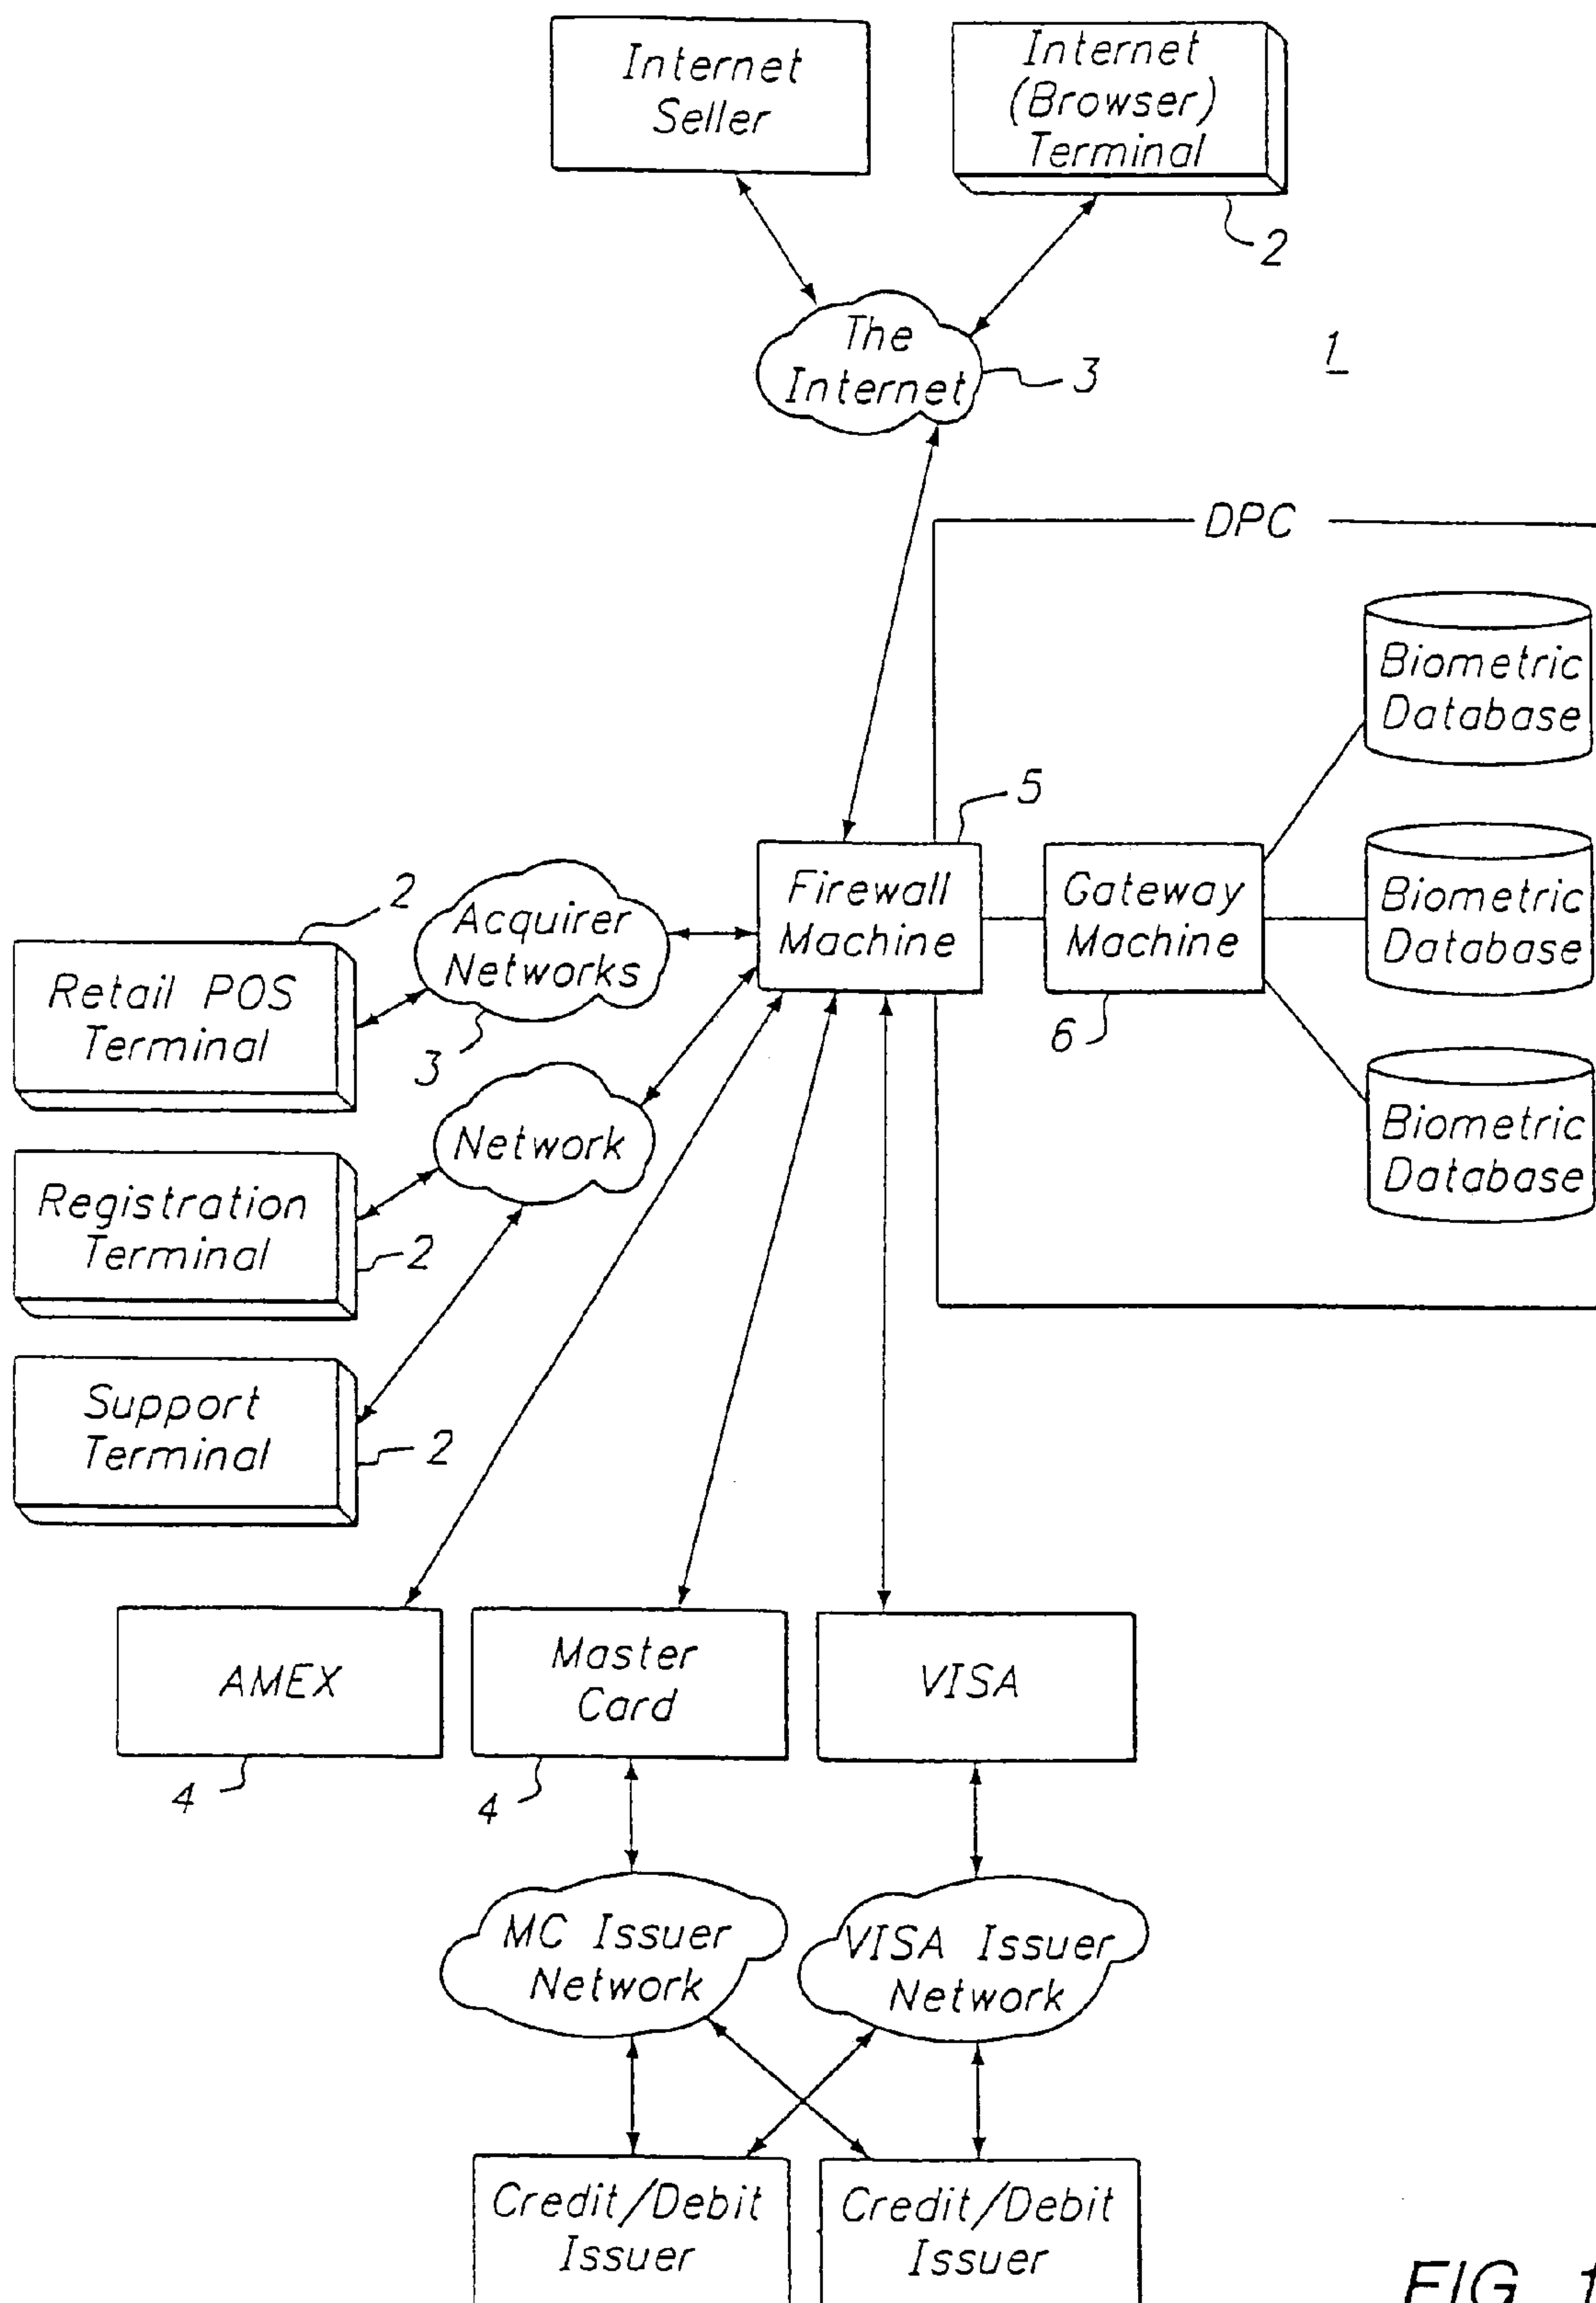 Internet
Seller
Internet
(Browser)
Terminal
2
The
Internet
3
1
DPC
Biometric
Database
5
Firewall
Machine
Gateway
Machine
6
Biometric
Database
Biometric
Database
2
Acquirer
Networks
3
Retail POS
Terminal
Network
Registration
Terminal
2
Support
Terminal
2
AMEX
4
Master
Card
4
VISA
MC Issuer
Network
VISA Issuer
Network
Credit/Debit
Issuer
Credit/Debit
Issuer
FIG. 1